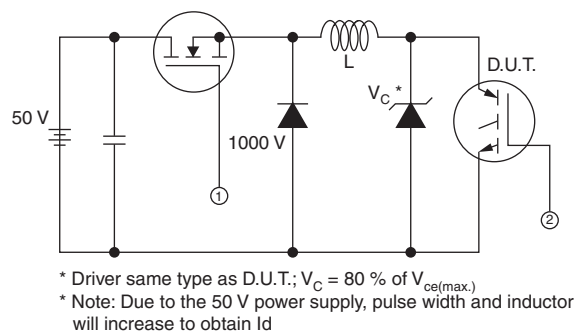 L
D.U.T.
V_C *
50 V
1000 V
①
②
* Driver same type as D.U.T.; V_C = 80 % of V_ce(max.)
* Note: Due to the 50 V power supply, pulse width and inductor
will increase to obtain Id